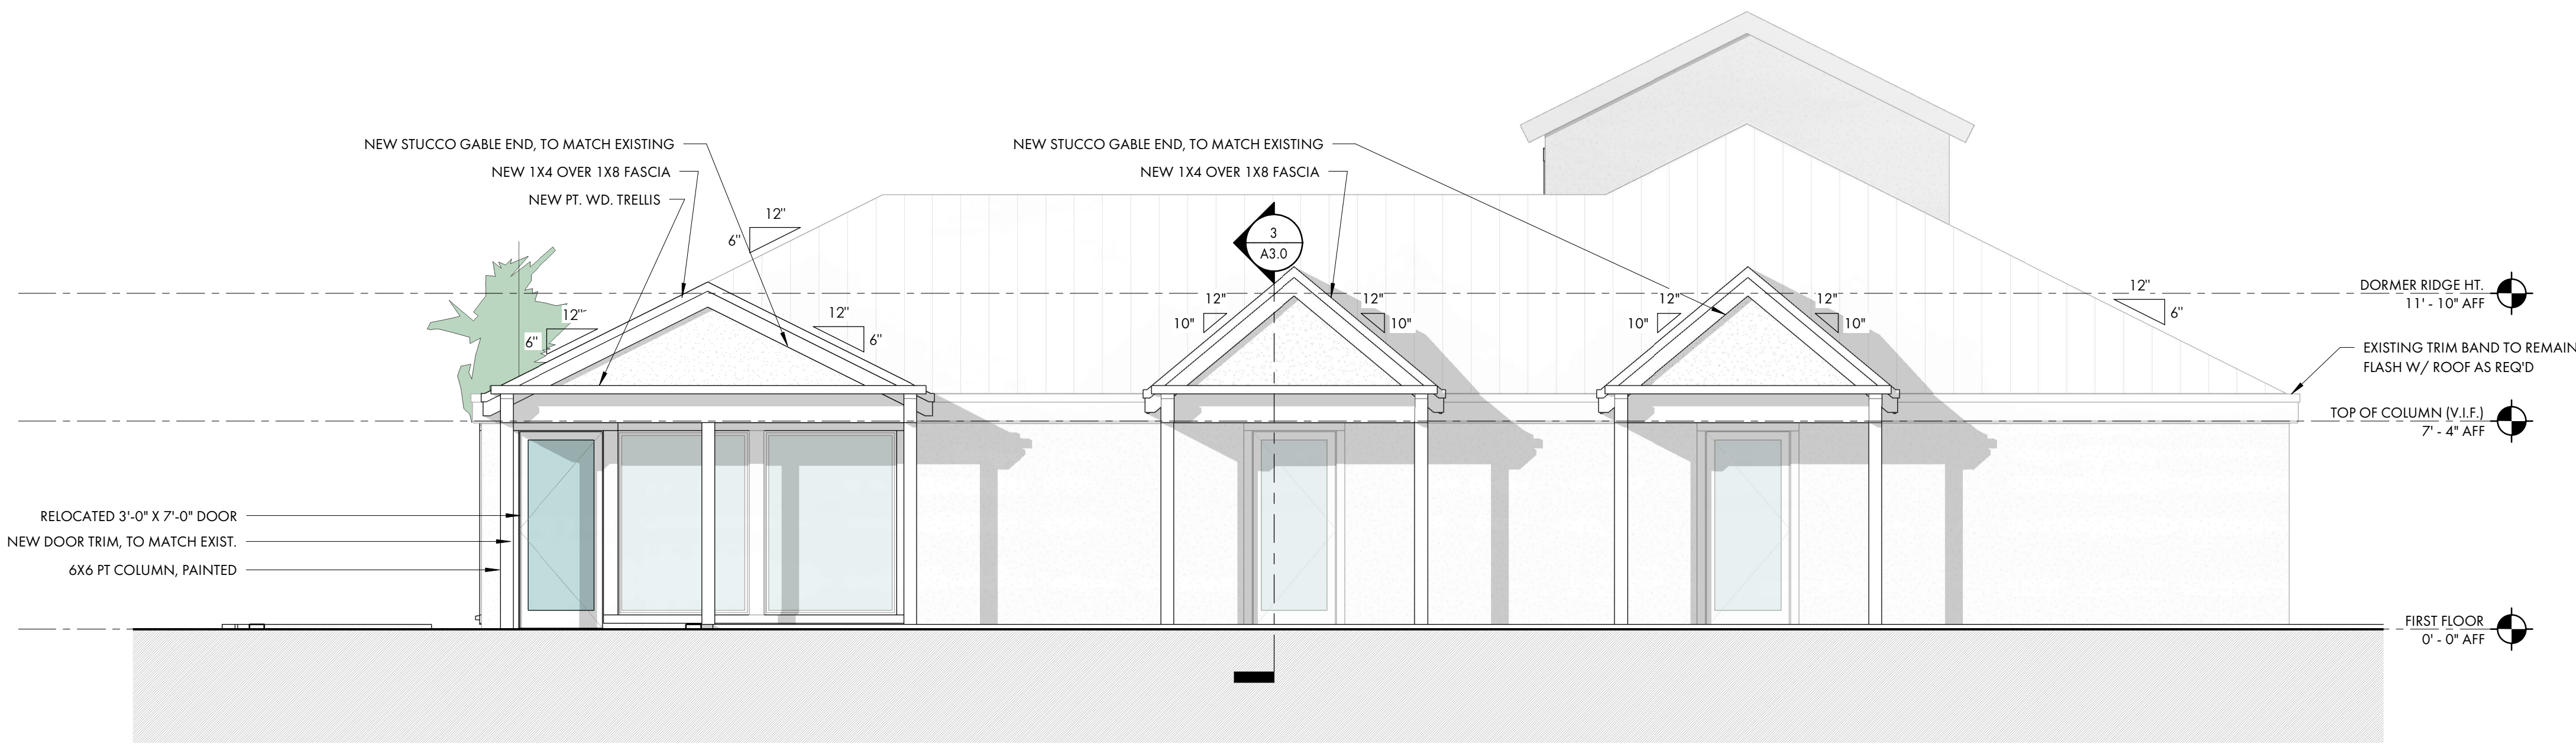 NEW STUCCO GABLE END, TO MATCH EXISTING
NEW 1X4 OVER 1X8 FASCIA
NEW PT. WD. TRELLIS
NEW STUCCO GABLE END, TO MATCH EXISTING
NEW 1X4 OVER 1X8 FASCIA
12"
6"
3
A3.0
12"
6"
12"
6"
12"
10"
12"
10"
12"
10"
12"
10"
12"
6"
DORMER RIDGE HT.
11' - 10" AFF
EXISTING TRIM BAND TO REMAIN
FLASH W/ ROOF AS REQ'D
TOP OF COLUMN (V.I.F.)
7' - 4" AFF
RELOCATED 3'-0" X 7'-0" DOOR
NEW DOOR TRIM, TO MATCH EXIST.
6X6 PT COLUMN, PAINTED
FIRST FLOOR
0' - 0" AFF